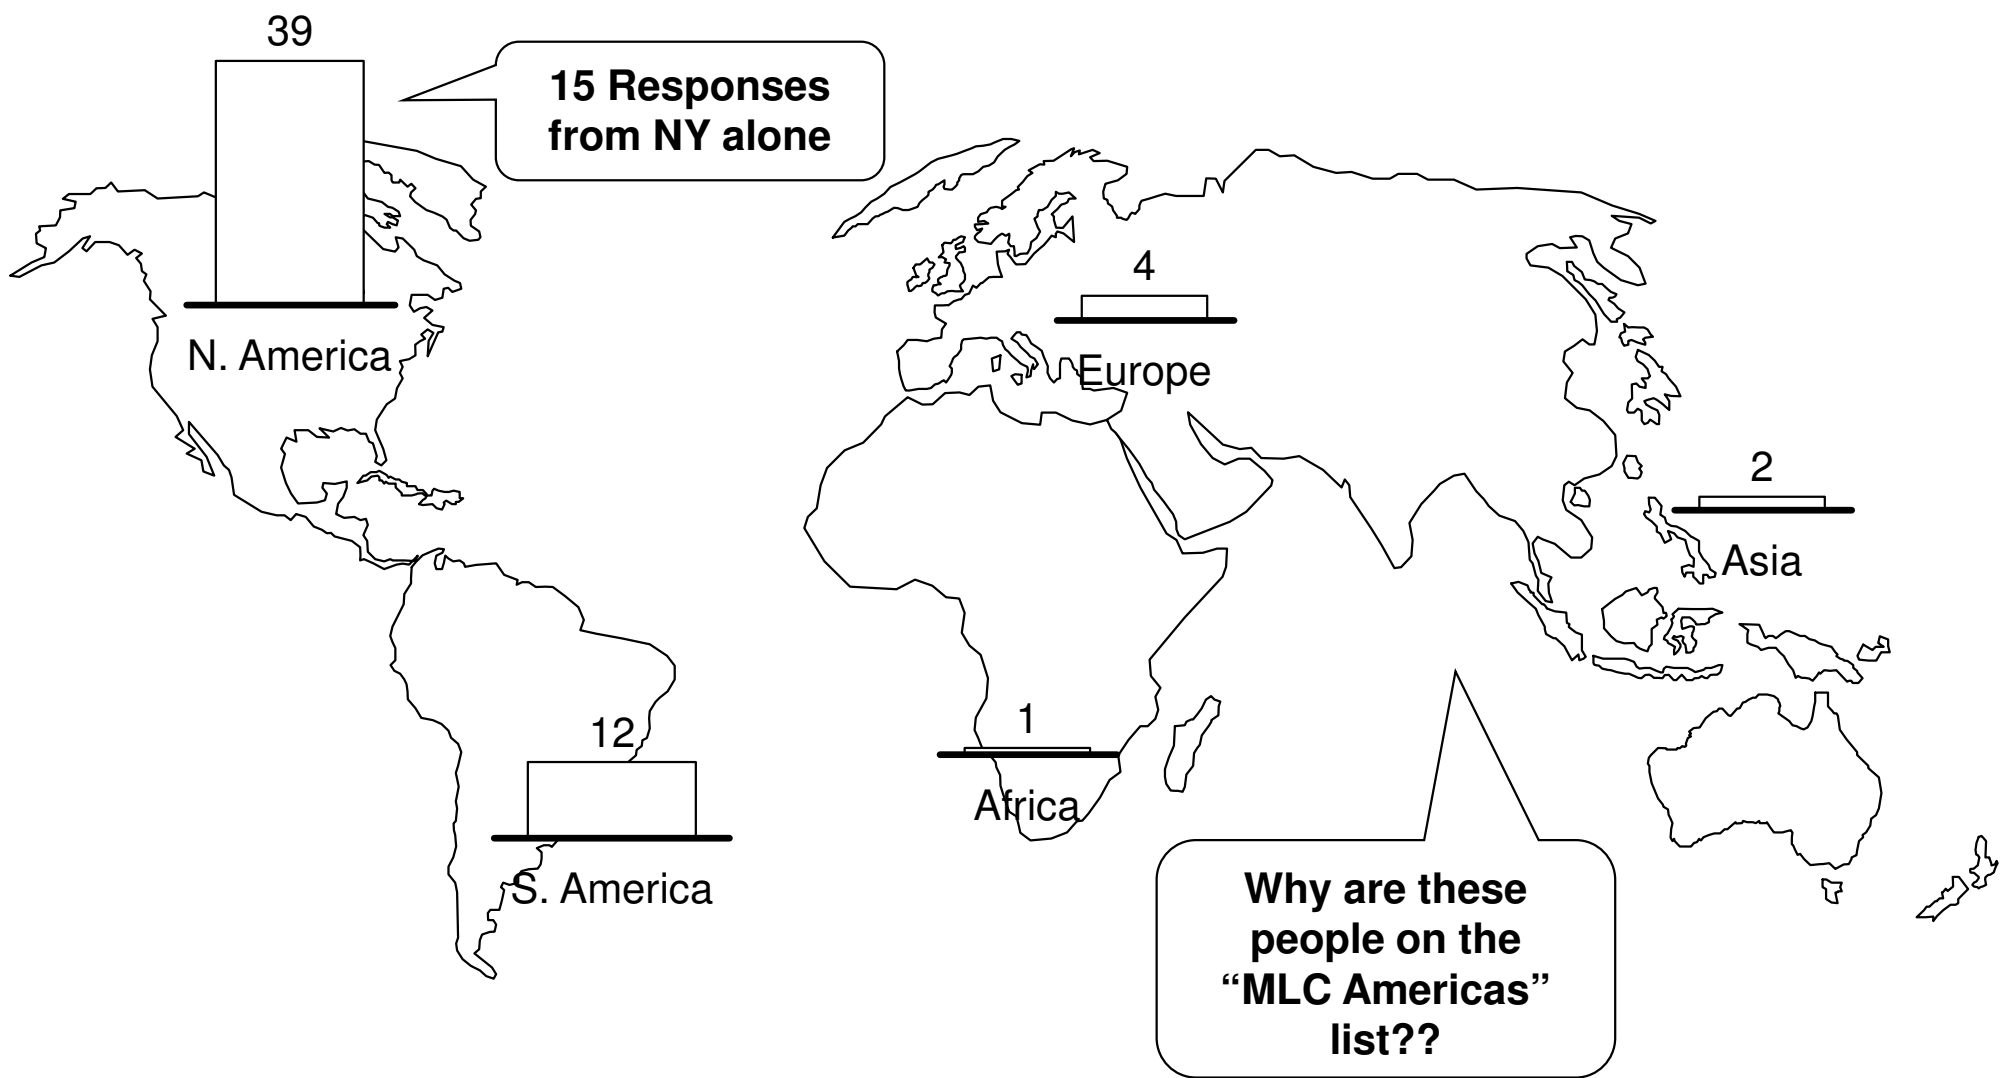 39
15 Responses
from NY alone
N. America
4
Europe
2
Asia
12
S. America
1
Africa
Why are these
people on the
“MLC Americas”
list??